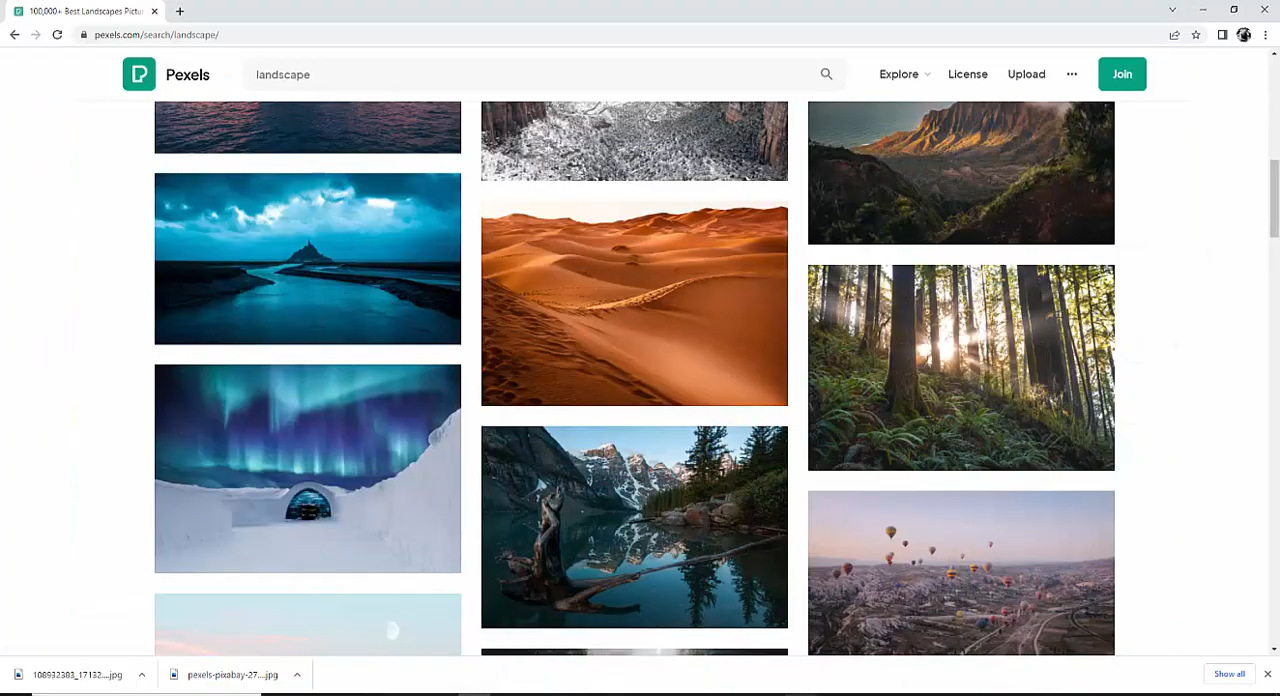 100,000+ Best Landscapes Pictu
pexels.com/search/landscape/
Pexels
landscape
Explore
License
Upload
Join
108932383_17132....jpg
pexels-pixabay-27....jpg
Show all